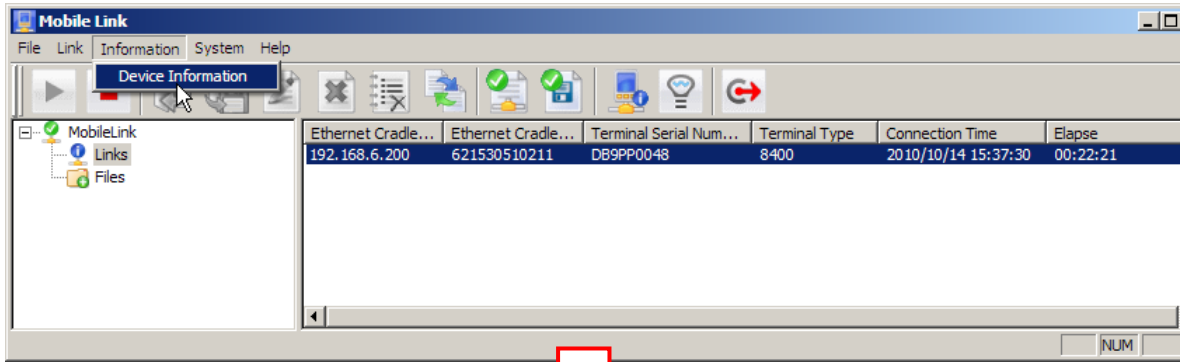 Mobile Link
File Link Information System Help
Device Information
MobileLink
Links
Files
Ethernet Cradle... Ethernet Cradle... Terminal Serial Num... Terminal Type Connection Time Elapse
192.168.6.200 621530510211 DB9PP0048 8400 2010/10/14 15:37:30 00:22:21
NUM